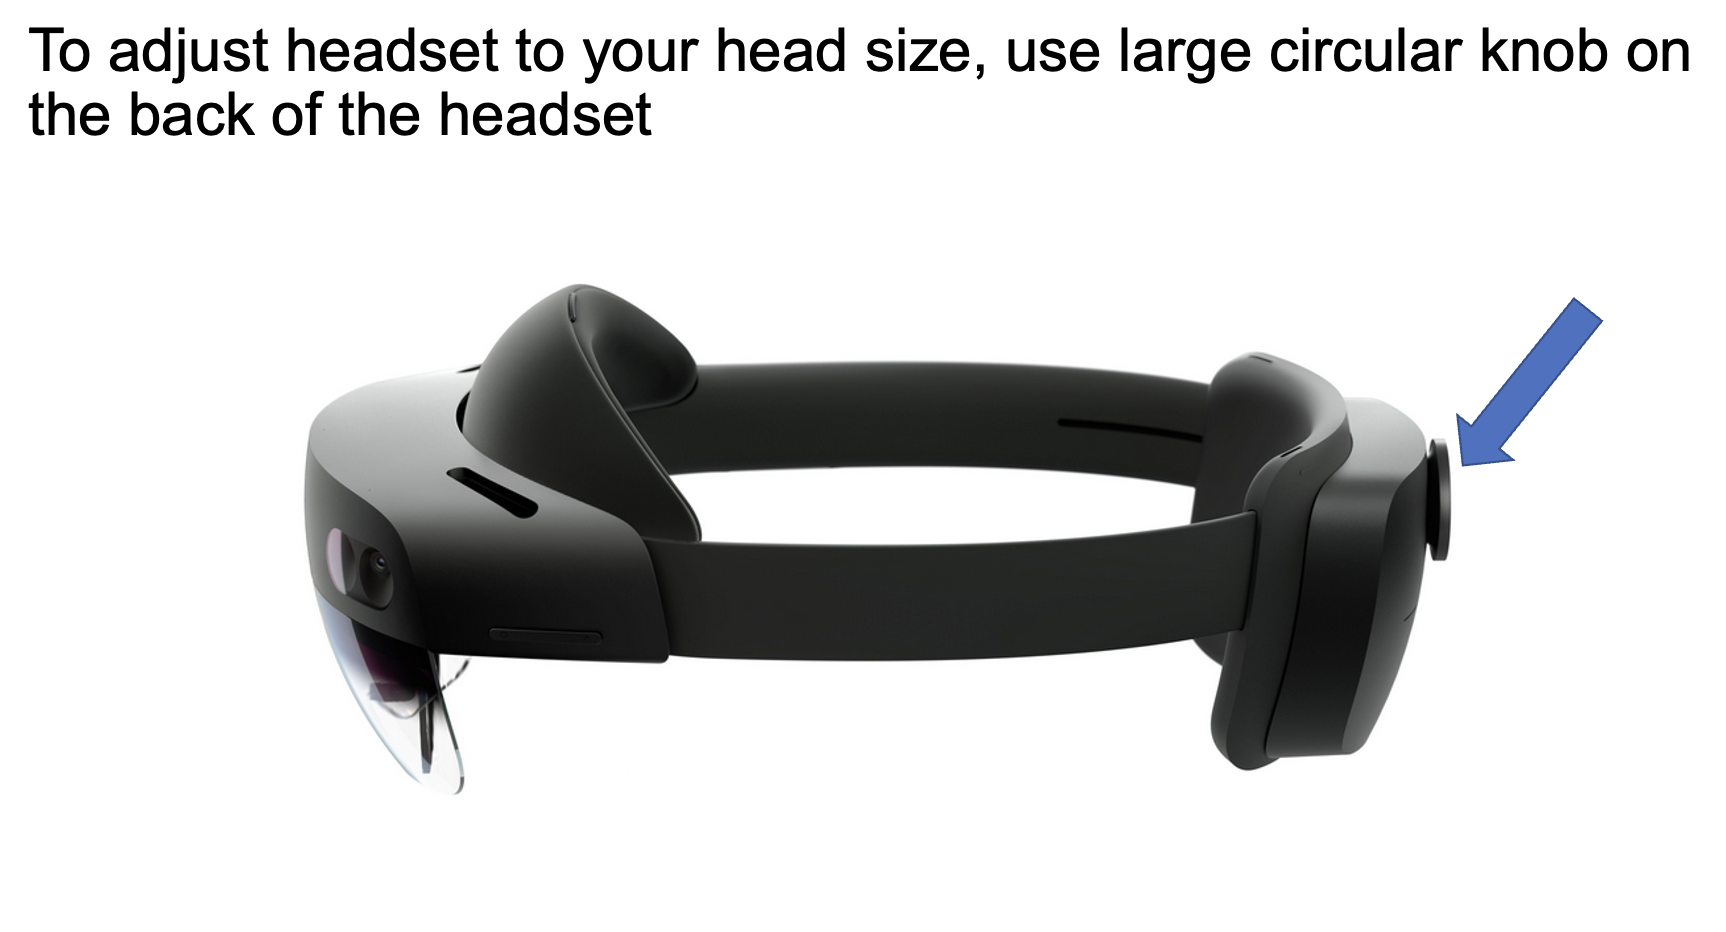 To adjust headset to your head size, use large circular knob on
the back of the headset